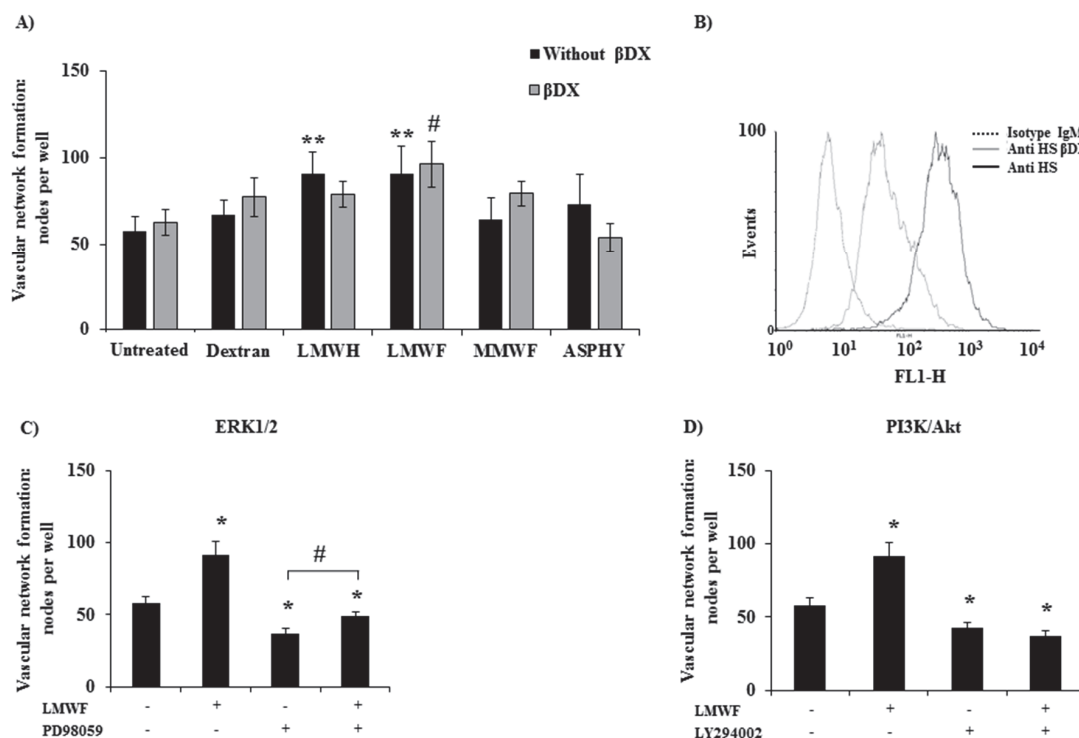 A)
Vascular network formation:
nodes per well
150
100
50
0
Without βDX
βDX
**
**
#
Untreated
Dextran
LMWH
LMWF
MMWF
ASPHY
B)
Events
100
0
Isotype IgM
Anti HS βDX
Anti HS
10⁰
10¹
10²
10³
10⁴
FL1-H
FL1-H
C)
ERK1/2
Vascular network formation:
nodes per well
150
100
50
0
*
*
#
*
LMWF - + - +
PD98059 - - + +
D)
PI3K/Akt
Vascular network formation:
nodes per well
150
100
50
0
*
*
*
LMWF - + - +
LY294002 - - + +